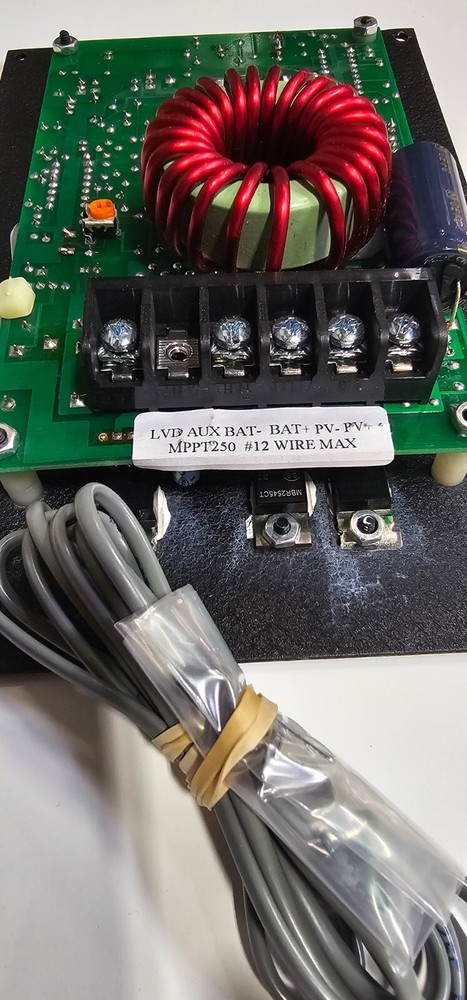 LVD AUX BAT- BAT+ PV- PV+
MPPT250 #12 WIRE MAX
MBR2545CT